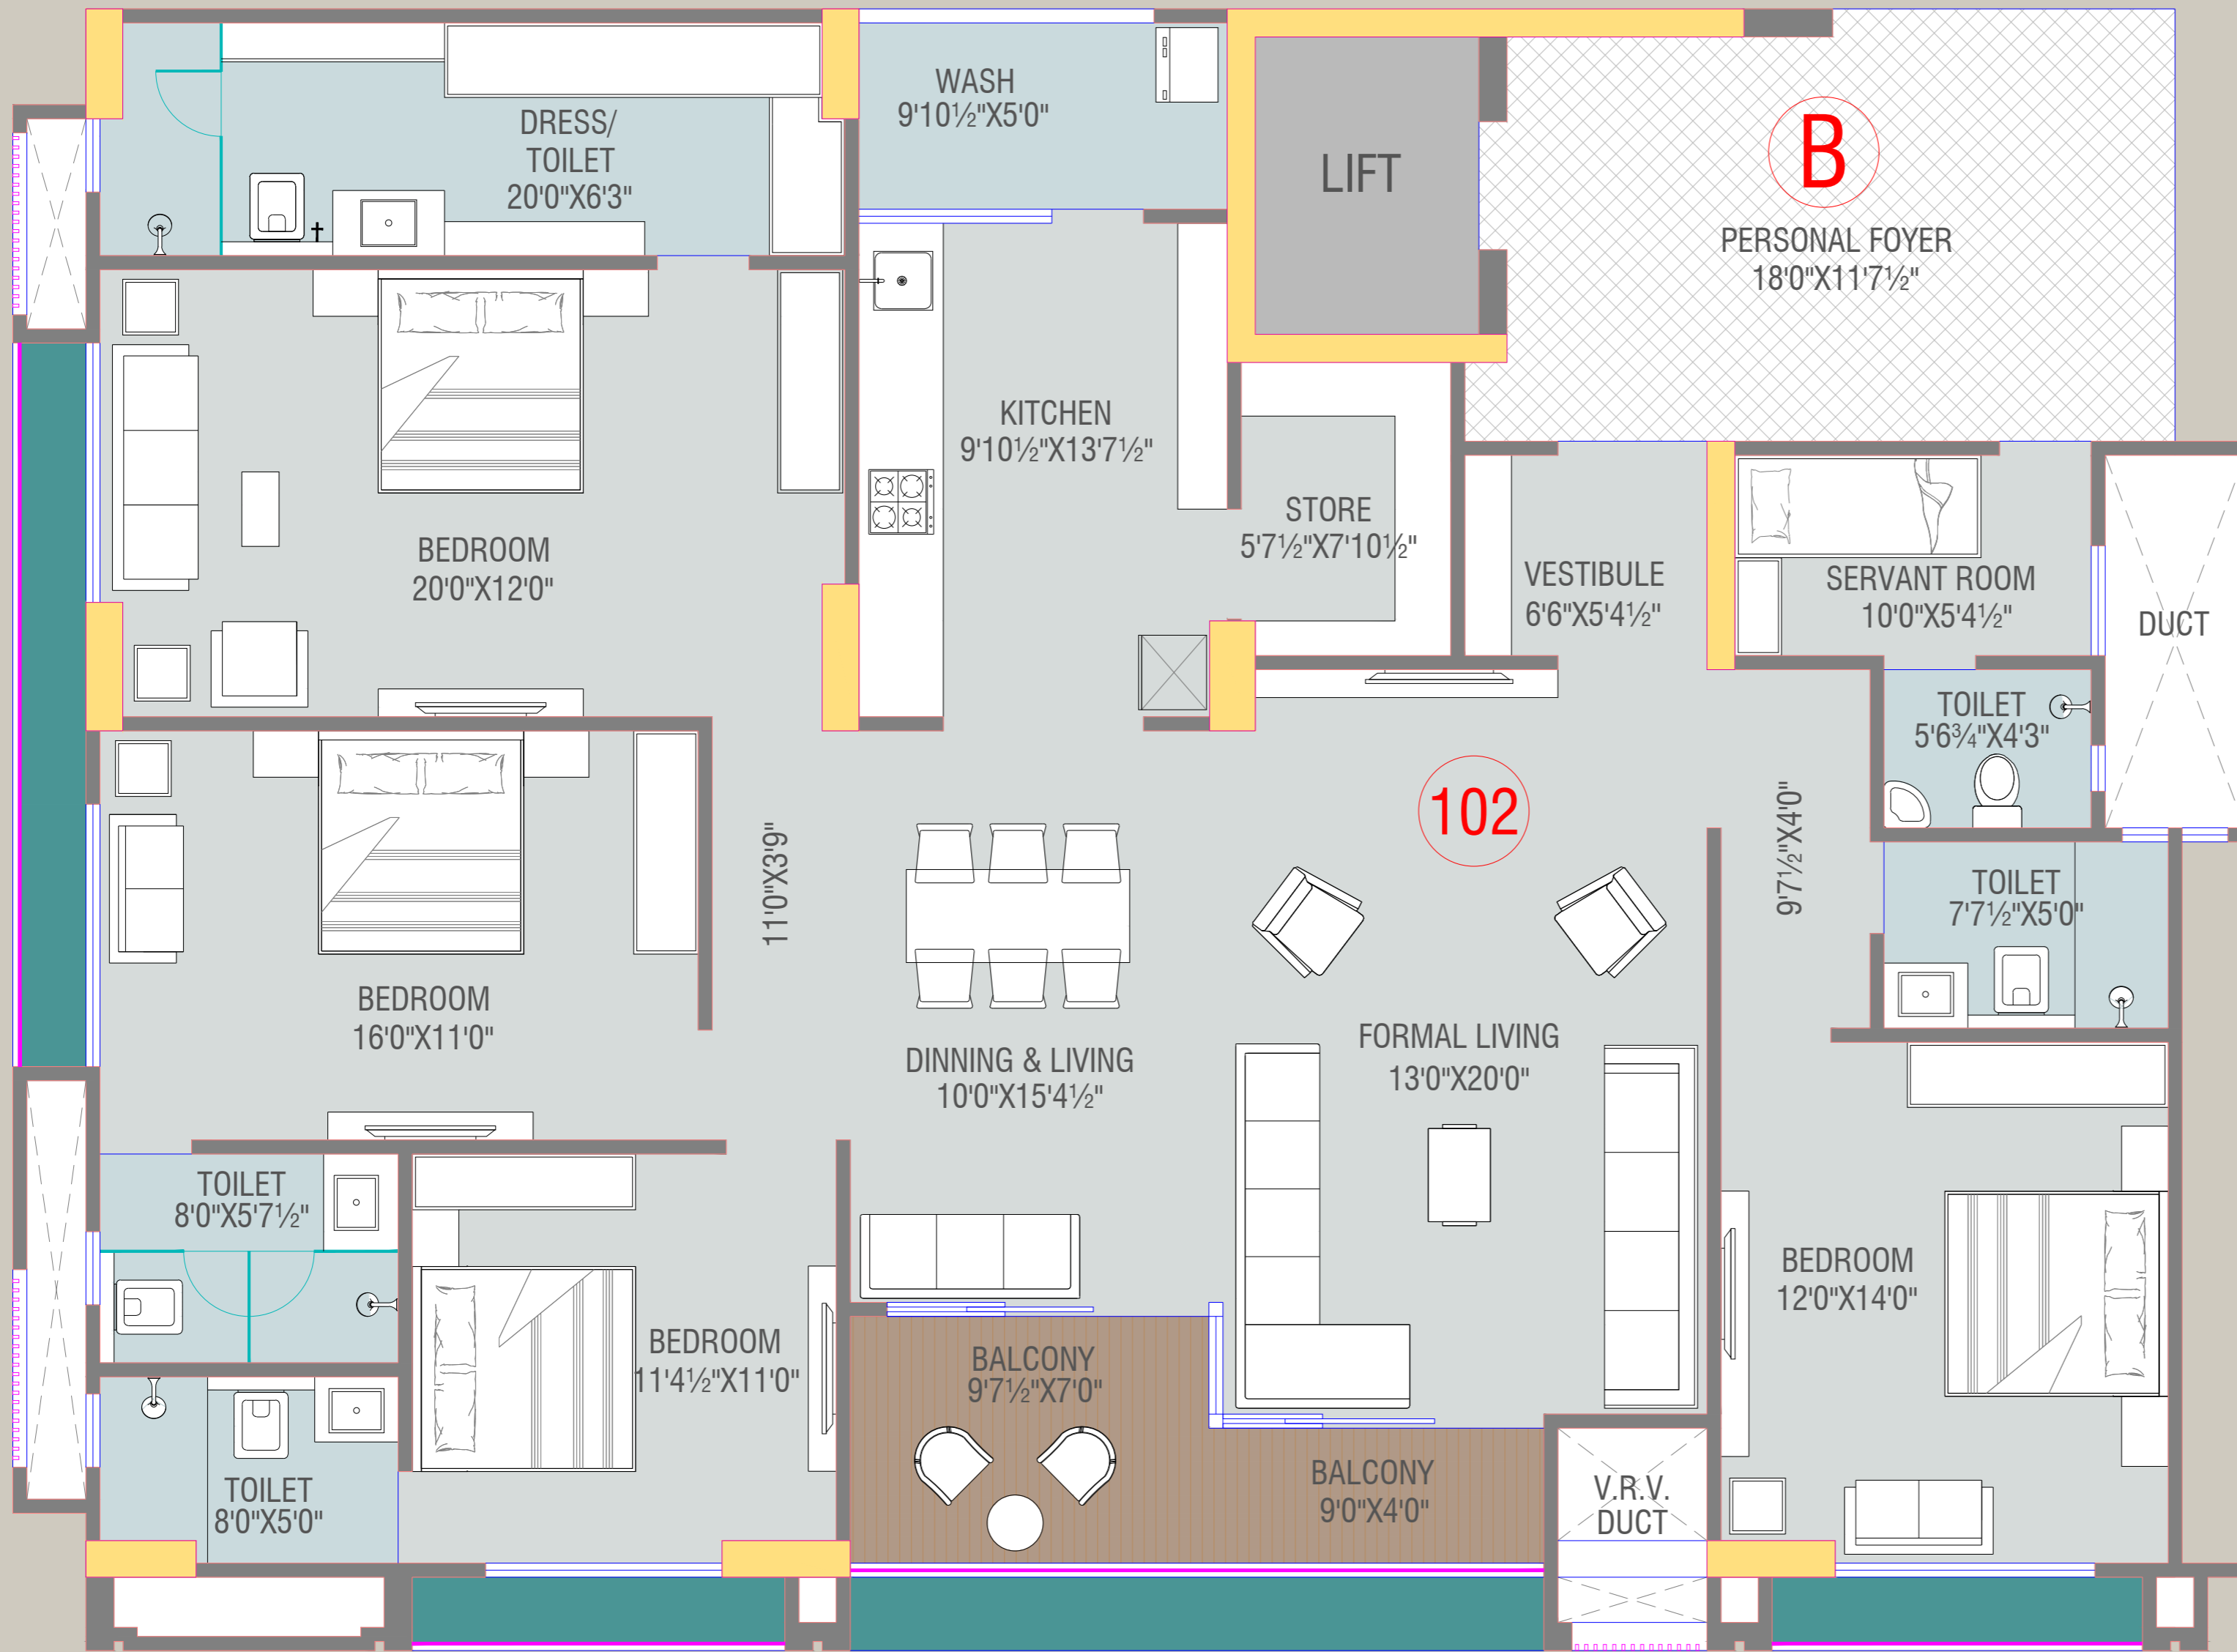 WASH
9'10½"X5'0"
DRESS/
TOILET
20'0"X6'3"
LIFT
B
PERSONAL FOYER
18'0"X11'7½"
KITCHEN
9'10½"X13'7½"
BEDROOM
20'0"X12'0"
STORE
5'7½"X7'10½"
VESTIBULE
6'6"X5'4½"
SERVANT ROOM
10'0"X5'4½"
DUCT
TOILET
5'6¾"X4'3"
102
11'0"X3'9"
9'7½"X4'0"
TOILET
7'7½"X5'0"
BEDROOM
16'0"X11'0"
DINNING & LIVING
10'0"X15'4½"
FORMAL LIVING
13'0"X20'0"
TOILET
8'0"X5'7½"
BEDROOM
12'0"X14'0"
BEDROOM
11'4½"X11'0"
BALCONY
9'7½"X7'0"
BALCONY
9'0"X4'0"
V.R.V.
DUCT
TOILET
8'0"X5'0"